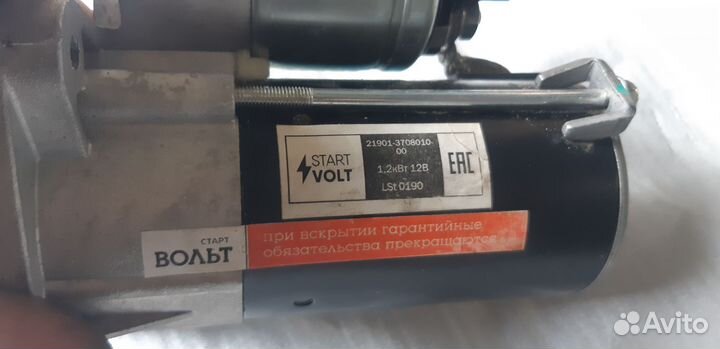 START
VOLT
21901-3708010-
00
1,2кВт 12В
LSt 0190
EAC
СТАРТ
ВОЛЬТ
При вскрытии гарантийные
обязательства прекращаются
Avito